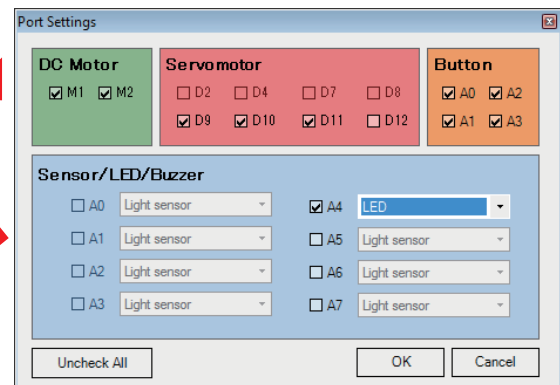 Port Settings
DC Motor Servomotor Button
M1 M2 D2 D4 D7 D8 A0 A2
D9 D10 D11 D12 A1 A3
Sensor/LED/Buzzer
A0 Light sensor A4 LED
A1 Light sensor A5 Light sensor
A2 Light sensor A6 Light sensor
A3 Light sensor A7 Light sensor
Uncheck All OK Cancel